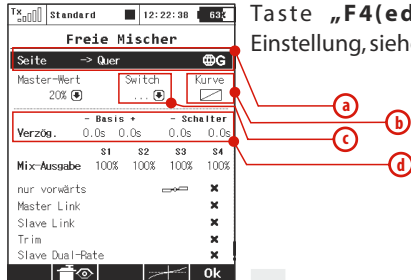 Tx Standard 12:22:38 63%
Freie Mischer
Seite -> Quer G
Master-Wert Switch Kurve
20% ...
- Basis + - Schalter
Verzög. 0.0s 0.0s 0.0s 0.0s
S1 S2 S3 S4
Mix-Ausgabe 100% 100% 100% 100%
nur vorwärts
Master Link
Slave Link
Trim
Slave Dual-Rate
Ok
Taste „F4(ed
Einstellung, sieh
a
b
c
d